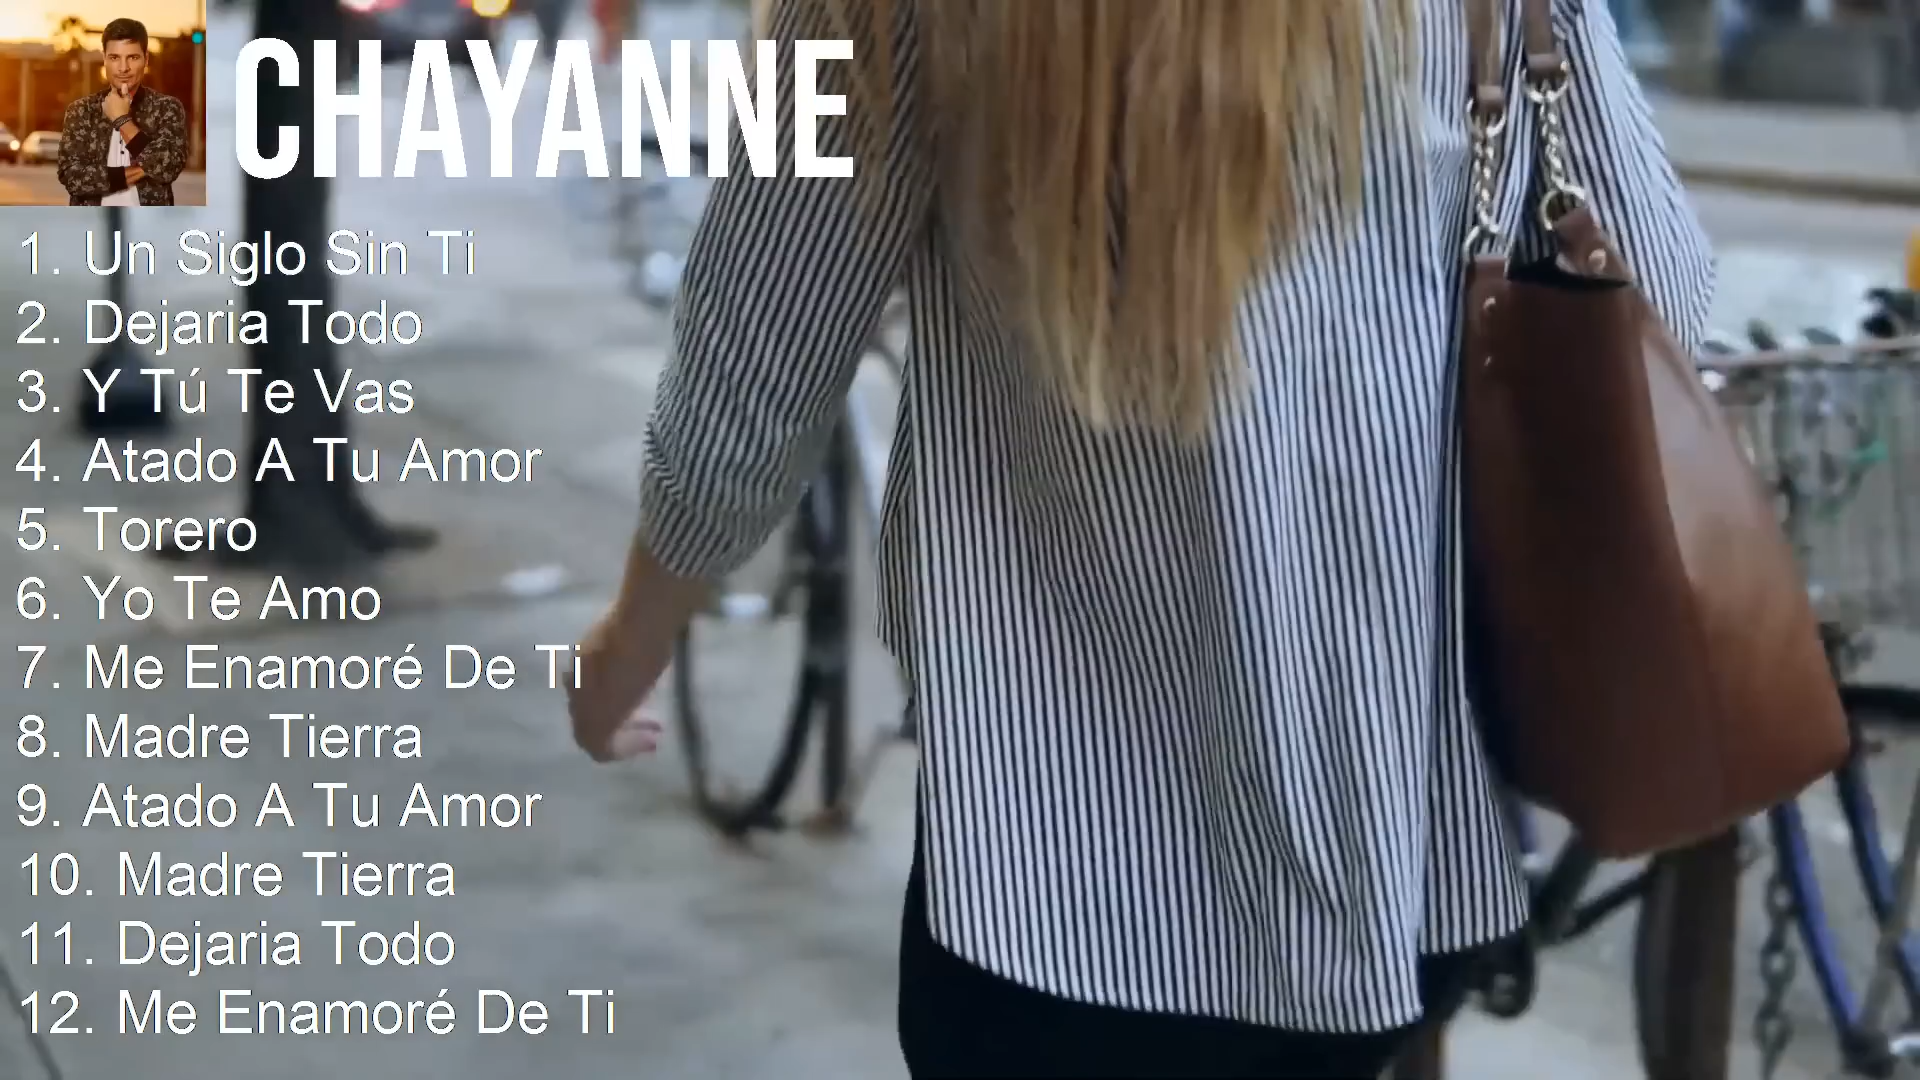 CHAYANNE
1. Un Siglo Sin Ti
2. Dejaria Todo
3. Y Tú Te Vas
4. Atado A Tu Amor
5. Torero
6. Yo Te Amo
7. Me Enamoré De Ti
8. Madre Tierra
9. Atado A Tu Amor
10. Madre Tierra
11. Dejaria Todo
12. Me Enamoré De Ti